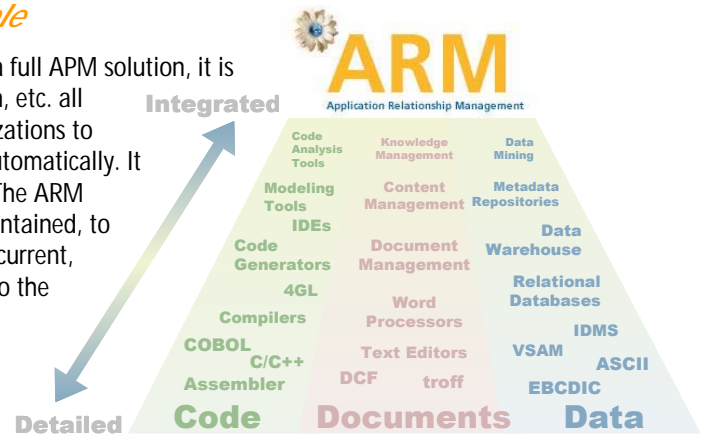 ple
a full APM solution, it is
, etc. all
zations to
utomatically. It
The ARM
ntained, to
current,
o the
ARM
Application Relationship Management
Integrated
Detailed
Code
Analysis
Tools
Modeling
Tools
IDEs
Code
Generators
4GL
Compilers
COBOL
C/C++
Assembler
Code
Knowledge
Management
Content
Management
Document
Management
Word
Processors
Text Editors
DCF troff
Documents
Data
Mining
Metadata
Repositories
Data
Warehouse
Relational
Databases
IDMS
VSAM
ASCII
EBCDIC
Data